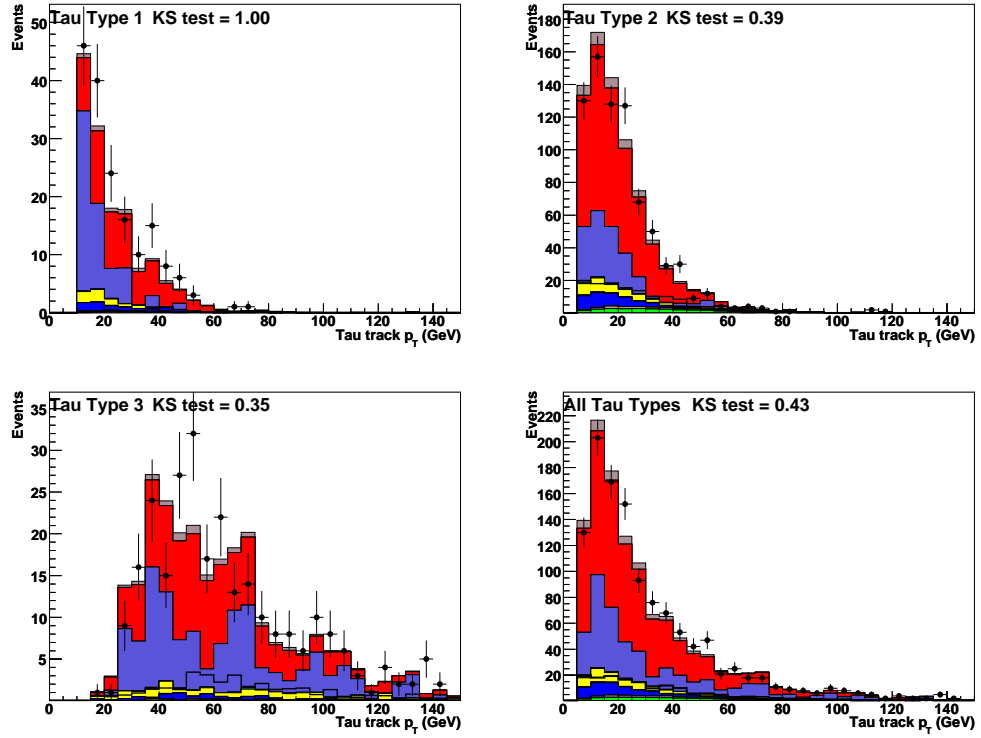 Tau Type 1 KS test = 1.00
Events
50
40
30
20
10
0
0 20 40 60 80 100 120 140
Tau track pT (GeV)
Tau Type 2 KS test = 0.39
Events
180
160
140
120
100
80
60
40
20
0 20 40 60 80 100 120 140
Tau track pT (GeV)
Tau Type 3 KS test = 0.35
Events
35
30
25
20
15
10
5
0 20 40 60 80 100 120 140
Tau track pT (GeV)
All Tau Types KS test = 0.43
Events
220
200
180
160
140
120
100
80
60
40
20
0 20 40 60 80 100 120 140
Tau track pT (GeV)